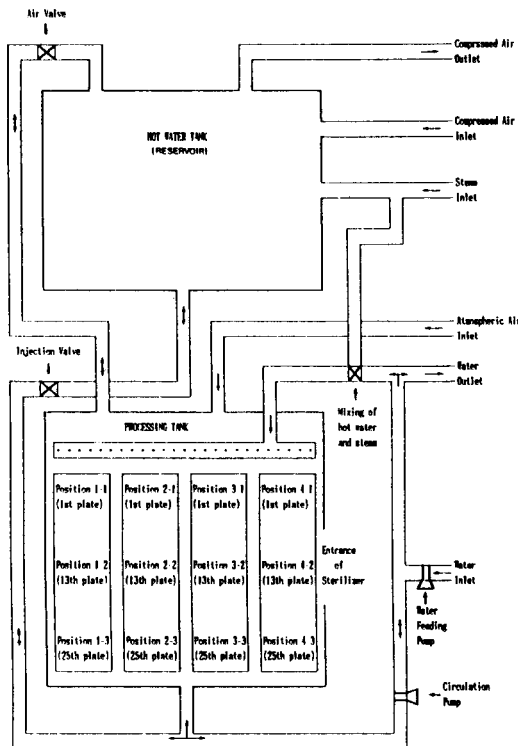 Air Valve
Compressed Air
Outlet
HOT WATER TANK
(RESERVOIR)
Compressed Air
Inlet
Steam
Inlet
Atmospheric Air
Inlet
Injection Valve
Water
Outlet
Mixing of
hot water
and steam
PROCESSING TANK
Position 1-1
(1st plate)
Position 2-1
(1st plate)
Position 3-1
(1st plate)
Position 4-1
(1st plate)
Position 1-2
(13th plate)
Position 2-2
(13th plate)
Position 3-2
(13th plate)
Position 4-2
(13th plate)
Position 1-3
(25th plate)
Position 2-3
(25th plate)
Position 3-3
(25th plate)
Position 4-3
(25th plate)
Entrance
of
Sterilizer
Water
Inlet
Water
Feeding
Pump
Circulation
Pump